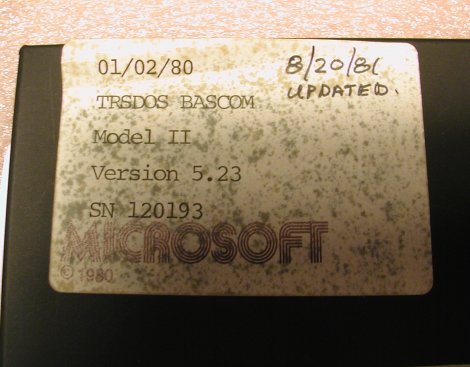 01/02/80
8/20/81
UPDATED.
TRSDOS BASCOM
Model II
Version 5.23
SN 120193
MICROSOFT
©1980